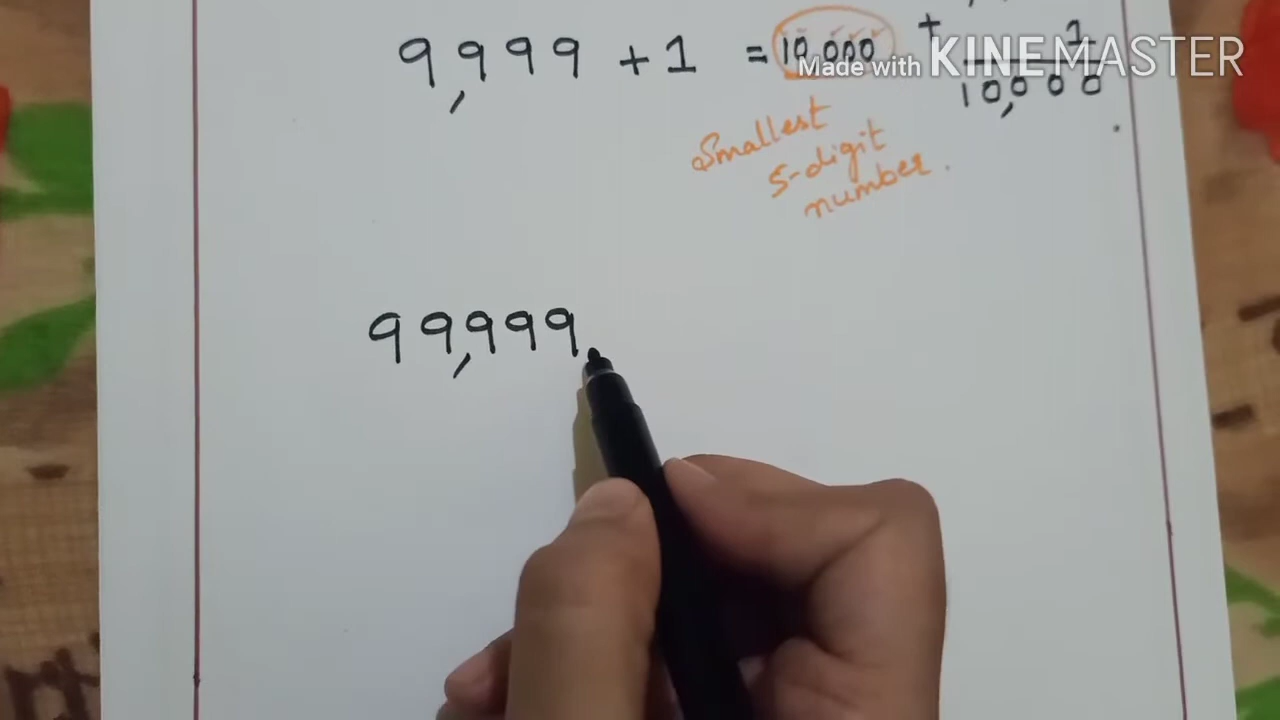 9,999 + 1 = 10,000
+ 1
10,000
Made with KINEMASTER
Smallest
5-digit
number.
99,999